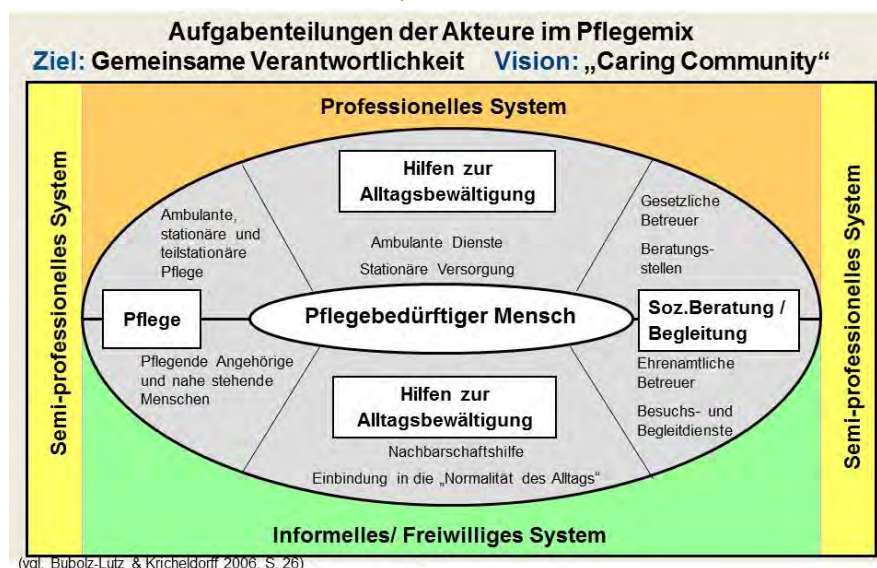 Aufgabenteilungen der Akteure im Pflegemix
Ziel: Gemeinsame Verantwortlichkeit Vision: „Caring Community“
Professionelles System
Semi-professionelles System
Hilfen zur
Alltagsbewältigung
Ambulante,
stationäre und
teilstationäre
Pflege
Ambulante Dienste
Stationäre Versorgung
Gesetzliche
Betreuer
Beratungs-
stellen
Pflege
Pflegebedürftiger Mensch
Soz.Beratung /
Begleitung
Pflegende Angehörige
und nahe stehende
Menschen
Hilfen zur
Alltagsbewältigung
Nachbarschaftshilfe
Einbindung in die „Normalität des Alltags“
Ehrenamtliche
Betreuer
Besuchs- und
Begleitdienste
Semi-professionelles System
Informelles/ Freiwilliges System
(vgl. Bubolz-Lutz & Kricheldorff 2006, S. 26)